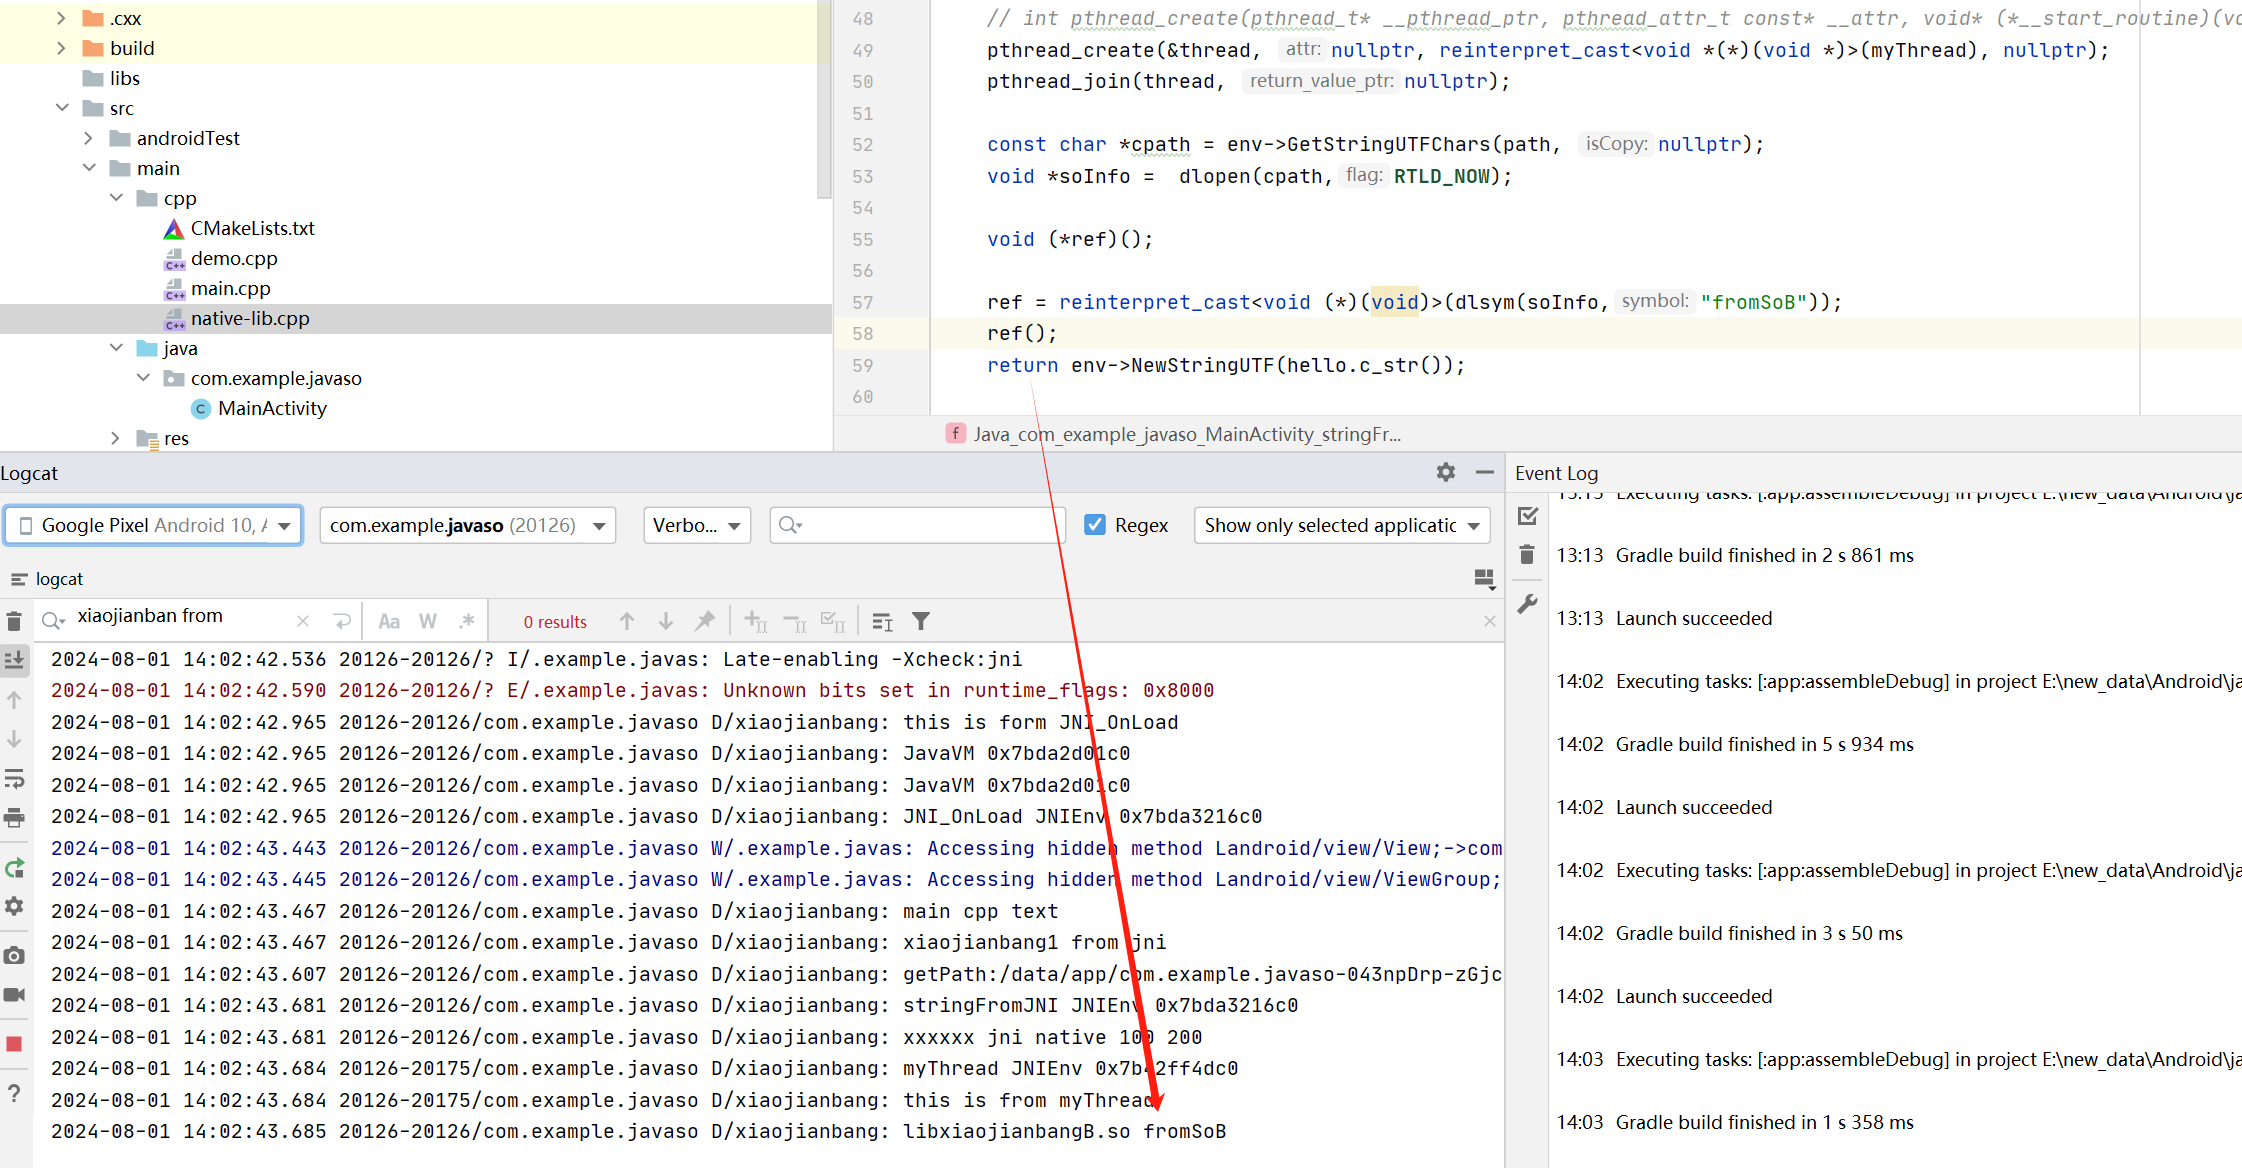 .cxx
build
libs
src
androidTest
main
cpp
CMakeLists.txt
demo.cpp
main.cpp
native-lib.cpp
java
com.example.javaso
MainActivity
res
48 // int pthread_create(pthread_t* __pthread_ptr, pthread_attr_t const* __attr, void* (*__start_routine)(vo
49 pthread_create(&thread, attr: nullptr, reinterpret_cast<void *(*)(void *)>(myThread), nullptr);
50 pthread_join(thread, return_value_ptr: nullptr);
51
52 const char *cpath = env->GetStringUTFChars(path, isCopy: nullptr);
53 void *soInfo =  dlopen(cpath, flag: RTLD_NOW);
54
55 void (*ref)();
56
57 ref = reinterpret_cast<void (*)(void)>(dlsym(soInfo, symbol: "fromSoB"));
58 ref();
59 return env->NewStringUTF(hello.c_str());
60
f Java_com_example_javaso_MainActivity_stringFr...
Logcat
Google Pixel Android 10, A
com.example.javaso (20126)
Verbo...
Regex
Show only selected applicatic
logcat
xiaojianban from
Aa W .* 0 results
2024-08-01 14:02:42.536 20126-20126/? I/.example.javas: Late-enabling -Xcheck:jni
2024-08-01 14:02:42.590 20126-20126/? E/.example.javas: Unknown bits set in runtime_flags: 0x8000
2024-08-01 14:02:42.965 20126-20126/com.example.javaso D/xiaojianbang: this is form JNI_OnLoad
2024-08-01 14:02:42.965 20126-20126/com.example.javaso D/xiaojianbang: JavaVM 0x7bda2d01c0
2024-08-01 14:02:42.965 20126-20126/com.example.javaso D/xiaojianbang: JavaVM 0x7bda2d01c0
2024-08-01 14:02:42.965 20126-20126/com.example.javaso D/xiaojianbang: JNI_OnLoad JNIEnv 0x7bda3216c0
2024-08-01 14:02:43.443 20126-20126/com.example.javaso W/.example.javas: Accessing hidden method Landroid/view/View;->com
2024-08-01 14:02:43.445 20126-20126/com.example.javaso W/.example.javas: Accessing hidden method Landroid/view/ViewGroup;
2024-08-01 14:02:43.467 20126-20126/com.example.javaso D/xiaojianbang: main cpp text
2024-08-01 14:02:43.467 20126-20126/com.example.javaso D/xiaojianbang: xiaojianbang1 from jni
2024-08-01 14:02:43.607 20126-20126/com.example.javaso D/xiaojianbang: getPath:/data/app/com.example.javaso-043npDrp-zGjc
2024-08-01 14:02:43.681 20126-20126/com.example.javaso D/xiaojianbang: stringFromJNI JNIEnv 0x7bda3216c0
2024-08-01 14:02:43.681 20126-20126/com.example.javaso D/xiaojianbang: xxxxxx jni native 100 200
2024-08-01 14:02:43.684 20126-20175/com.example.javaso D/xiaojianbang: myThread JNIEnv 0x7b42ff4dc0
2024-08-01 14:02:43.684 20126-20175/com.example.javaso D/xiaojianbang: this is from myThread
2024-08-01 14:02:43.685 20126-20126/com.example.javaso D/xiaojianbang: libxiaojianbangB.so fromSoB
Event Log
13:13 Executing tasks: [:app:assembleDebug] in project E:\new_data\Android\ja
13:13 Gradle build finished in 2 s 861 ms
13:13 Launch succeeded
14:02 Executing tasks: [:app:assembleDebug] in project E:\new_data\Android\ja
14:02 Gradle build finished in 5 s 934 ms
14:02 Launch succeeded
14:02 Executing tasks: [:app:assembleDebug] in project E:\new_data\Android\ja
14:02 Gradle build finished in 3 s 50 ms
14:02 Launch succeeded
14:03 Executing tasks: [:app:assembleDebug] in project E:\new_data\Android\ja
14:03 Gradle build finished in 1 s 358 ms